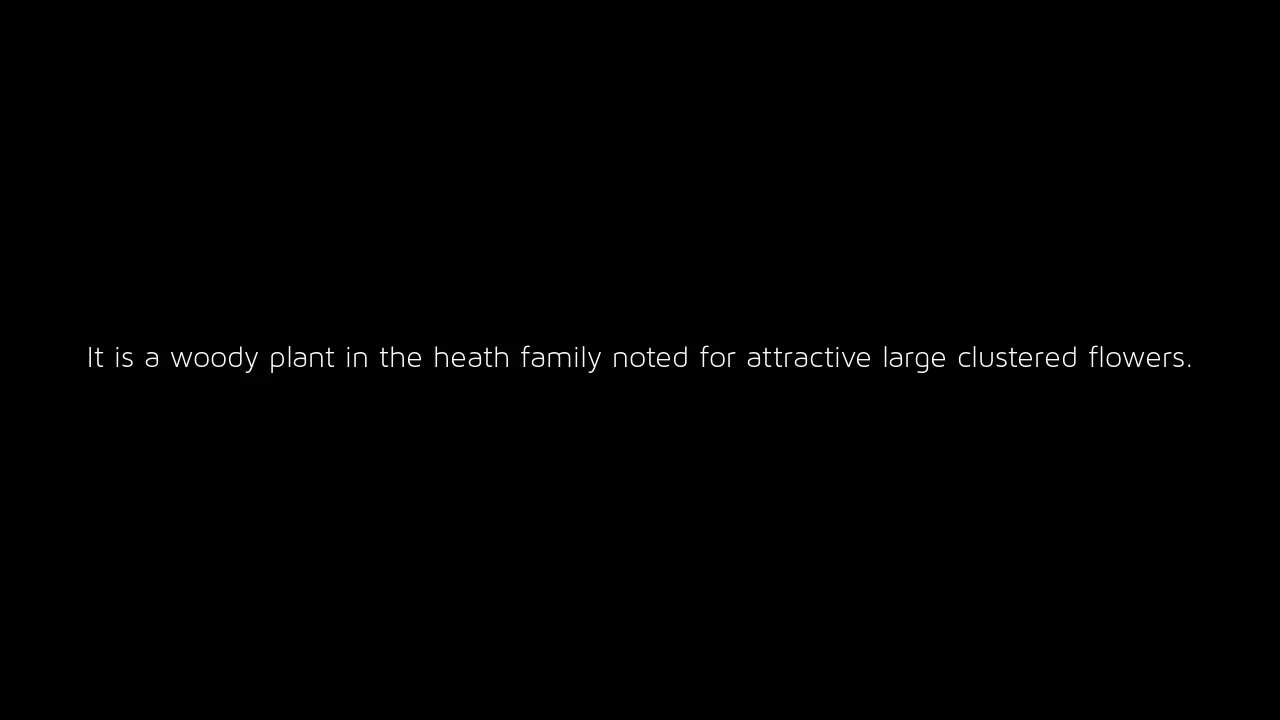 It is a woody plant in the heath family noted for attractive large clustered flowers.